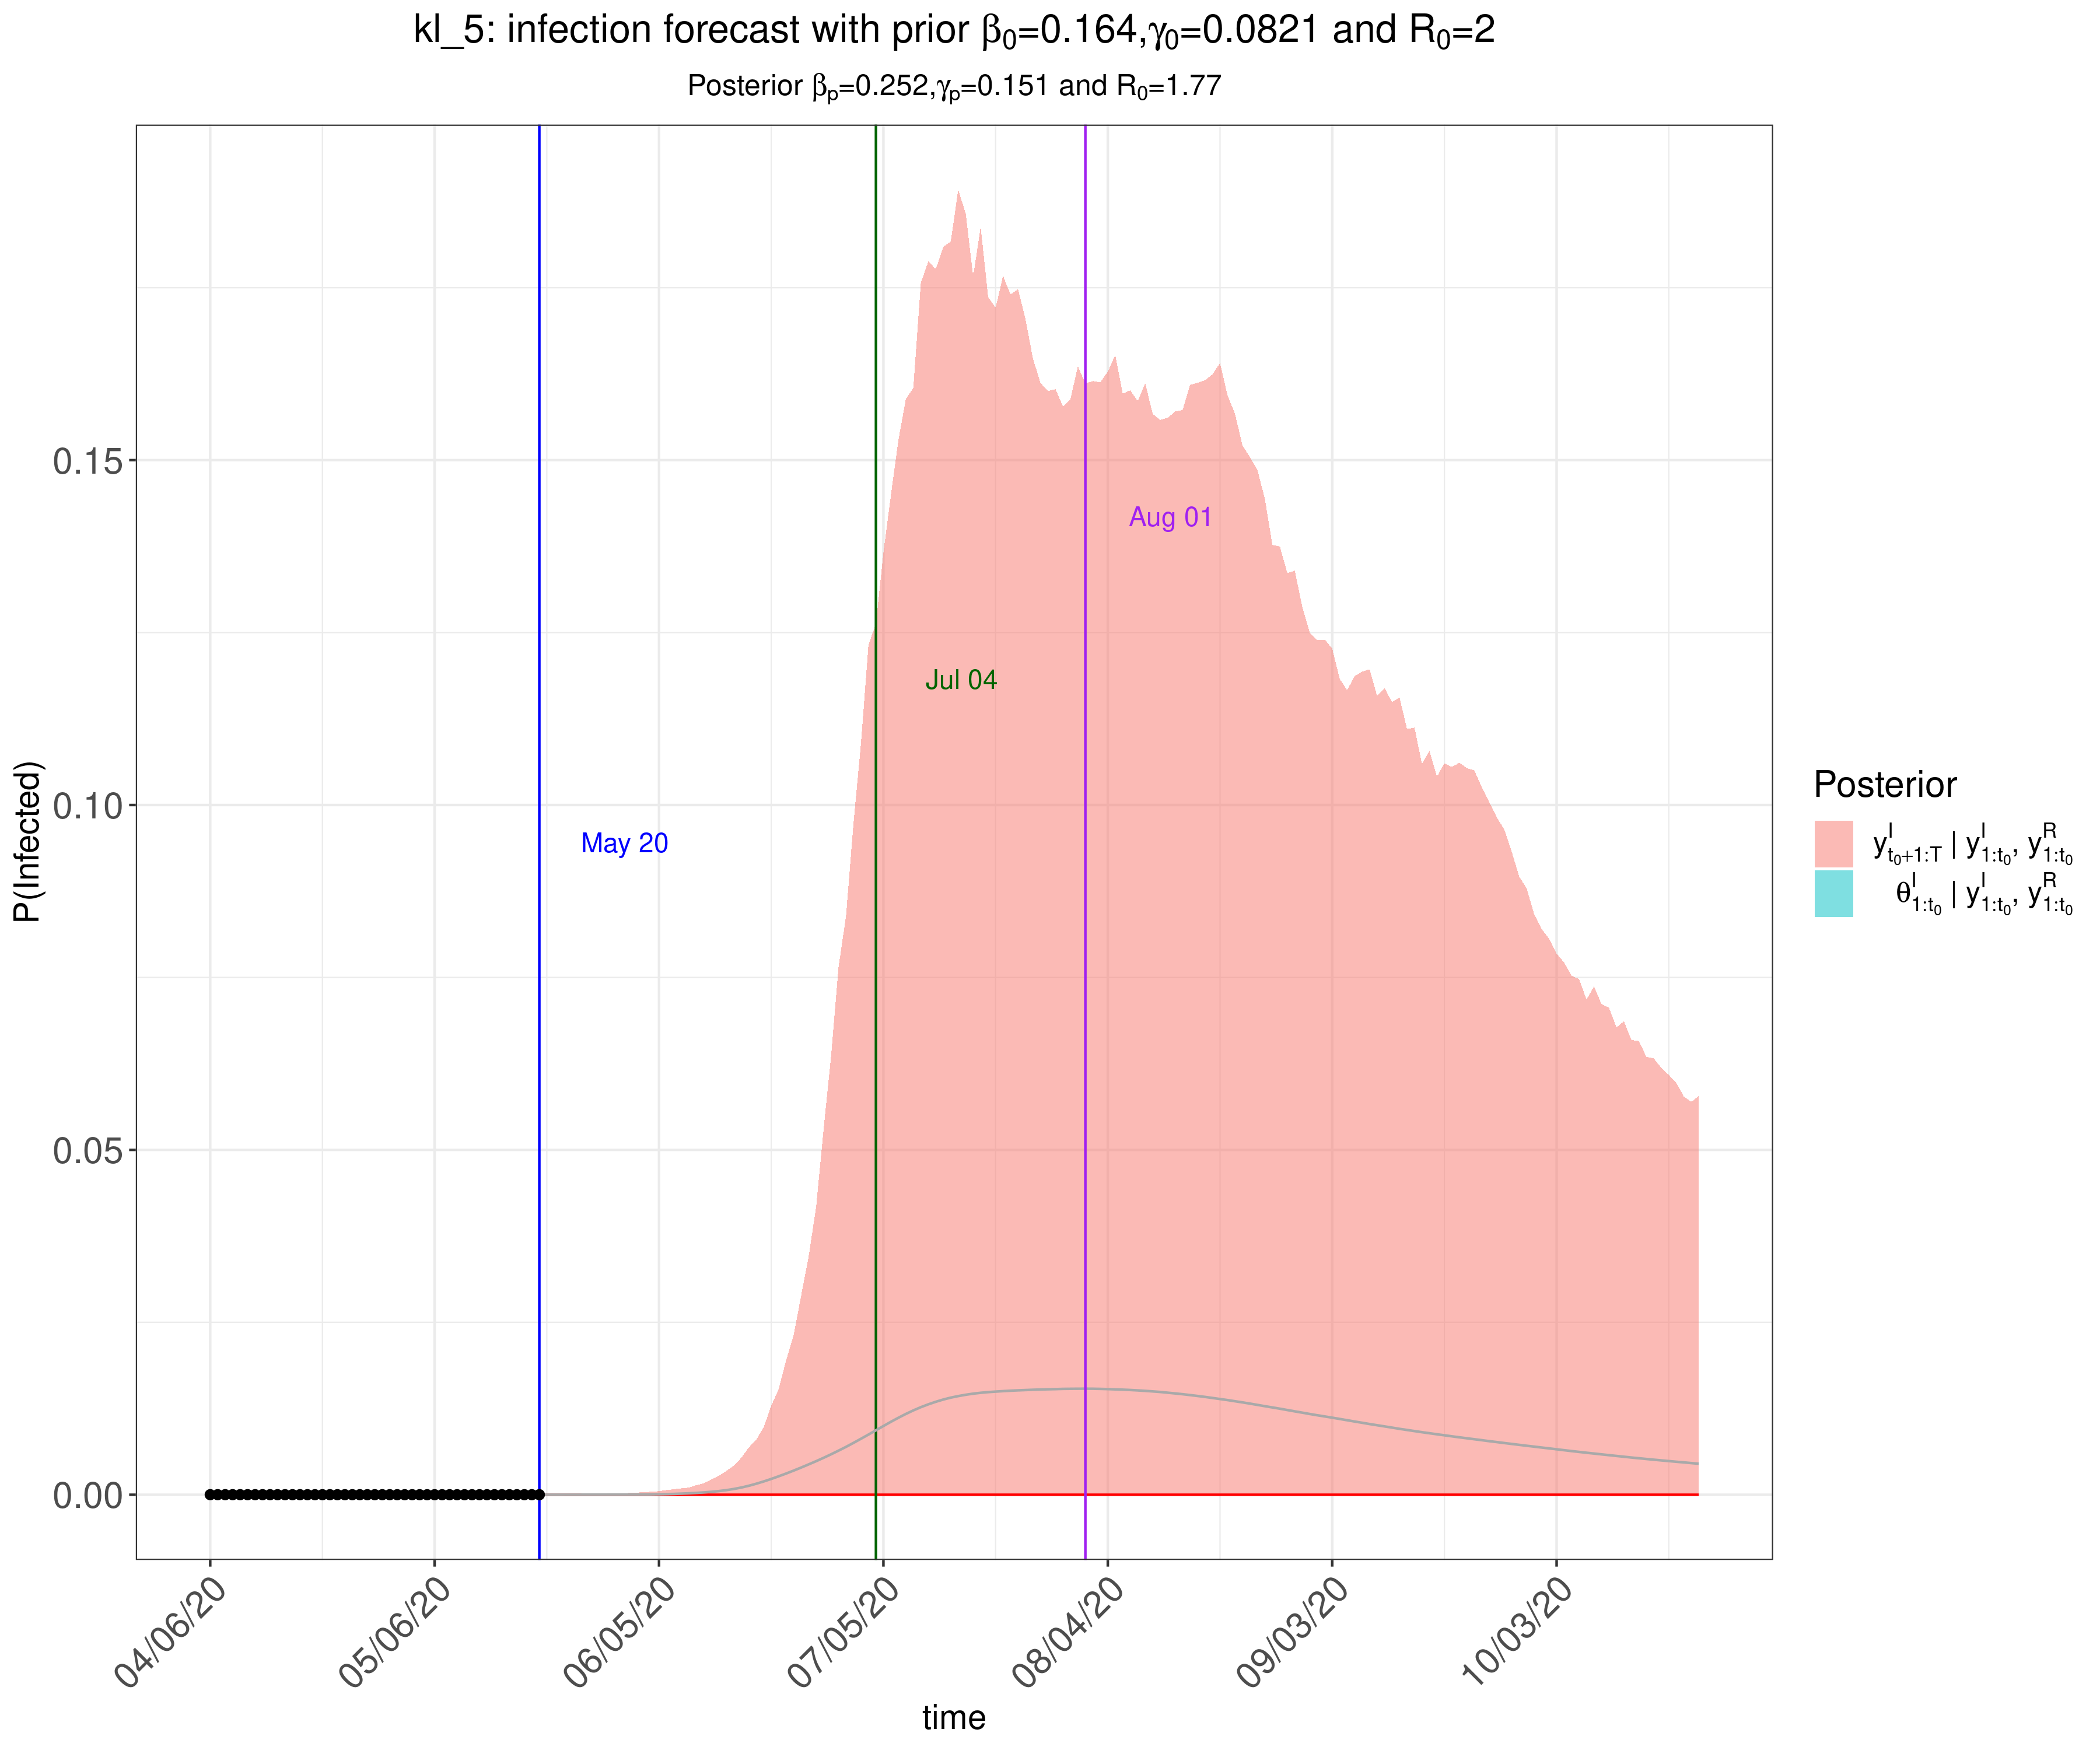 kl_5: infection forecast with prior β₀=0.164,γ₀=0.0821 and R₀=2
Posterior βₚ=0.252,γₚ=0.151 and R₀=1.77
P(Infected)
0.15
0.10
0.05
0.00
Aug 01
Jul 04
May 20
Posterior
y^I_{t₀+1:T} | y^I_{1:t₀}, y^R_{1:t₀}
θ^I_{1:t₀} | y^I_{1:t₀}, y^R_{1:t₀}
04/06/20
05/06/20
06/05/20
07/05/20
08/04/20
09/03/20
10/03/20
time